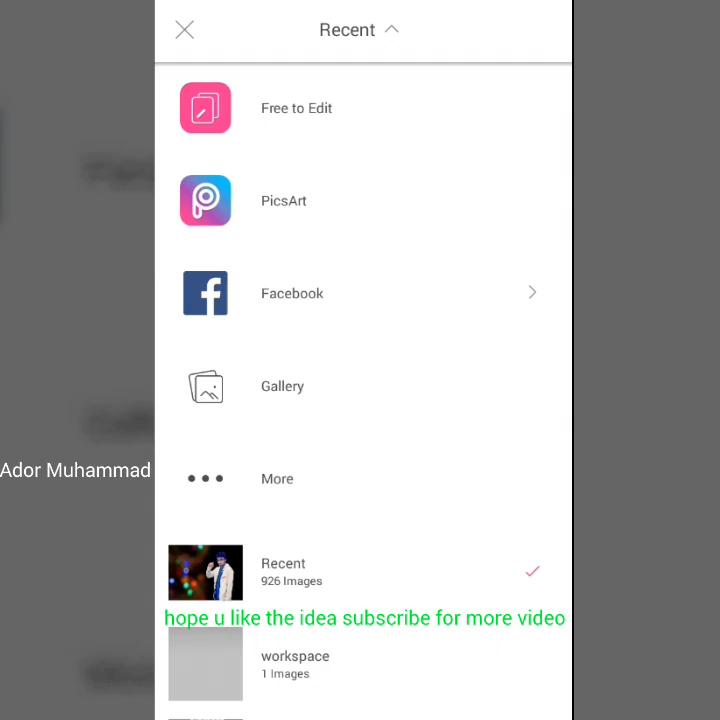 Recent
Free to Edit
PicsArt
Facebook
Gallery
Ador Muhammad
More
Recent
926 Images
hope u like the idea subscribe for more video
workspace
1 Images